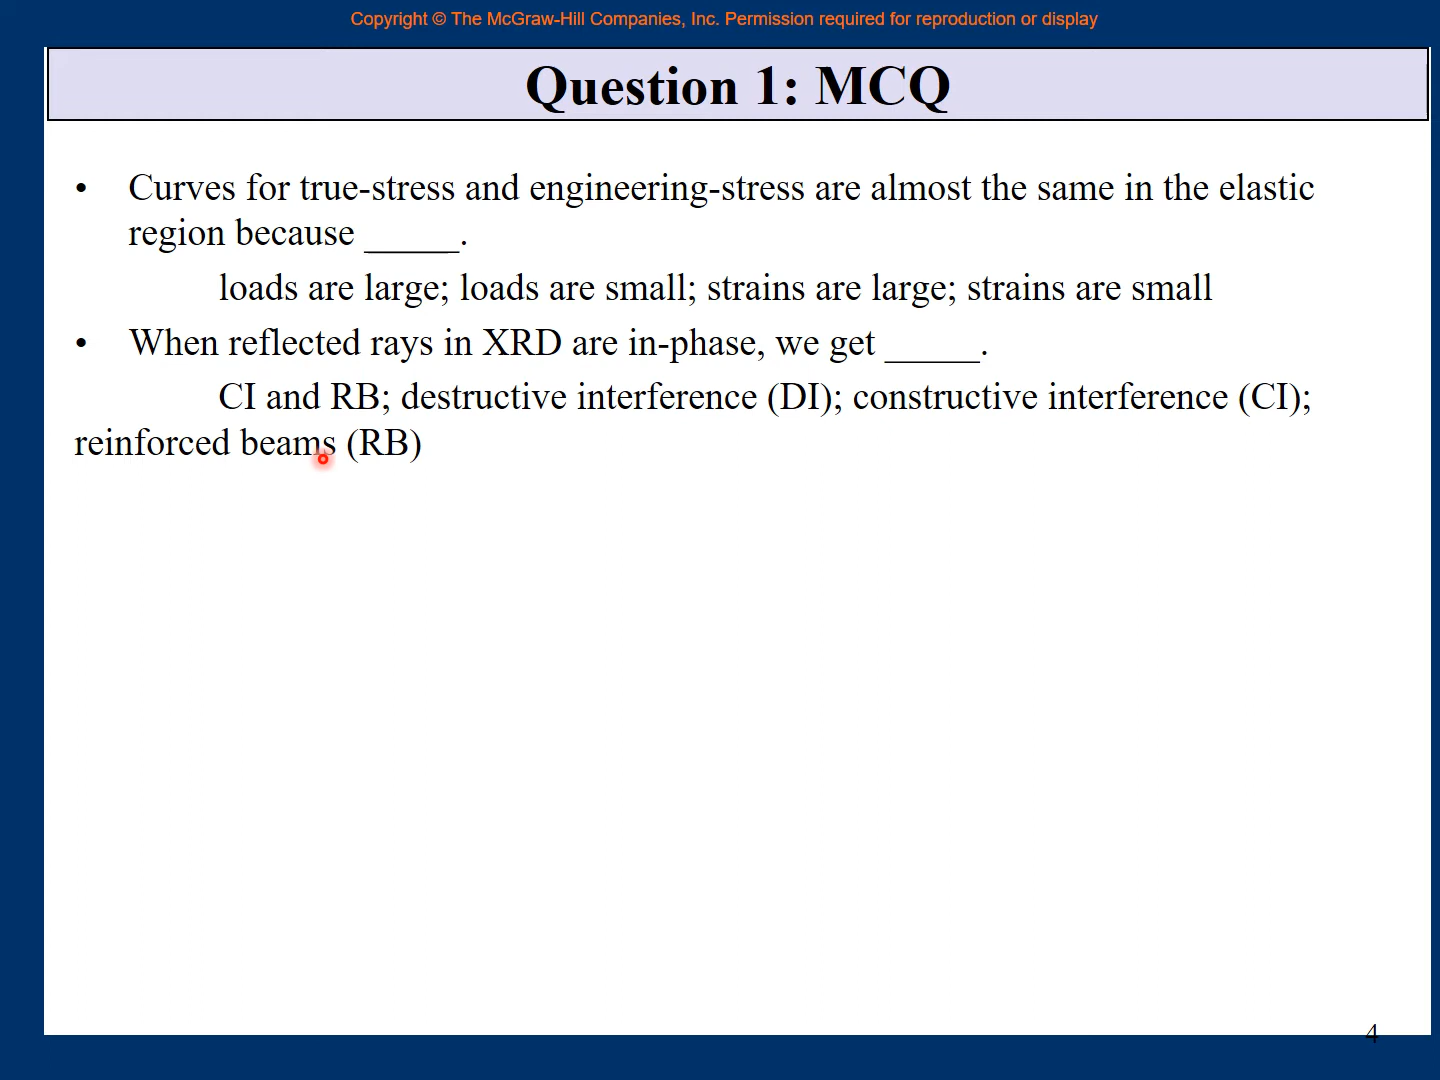 Copyright © The McGraw-Hill Companies, Inc. Permission required for reproduction or display
Question 1: MCQ
• Curves for true-stress and engineering-stress are almost the same in the elastic
region because _____.
loads are large; loads are small; strains are large; strains are small
• When reflected rays in XRD are in-phase, we get _____.
CI and RB; destructive interference (DI); constructive interference (CI);
reinforced beams (RB)
4